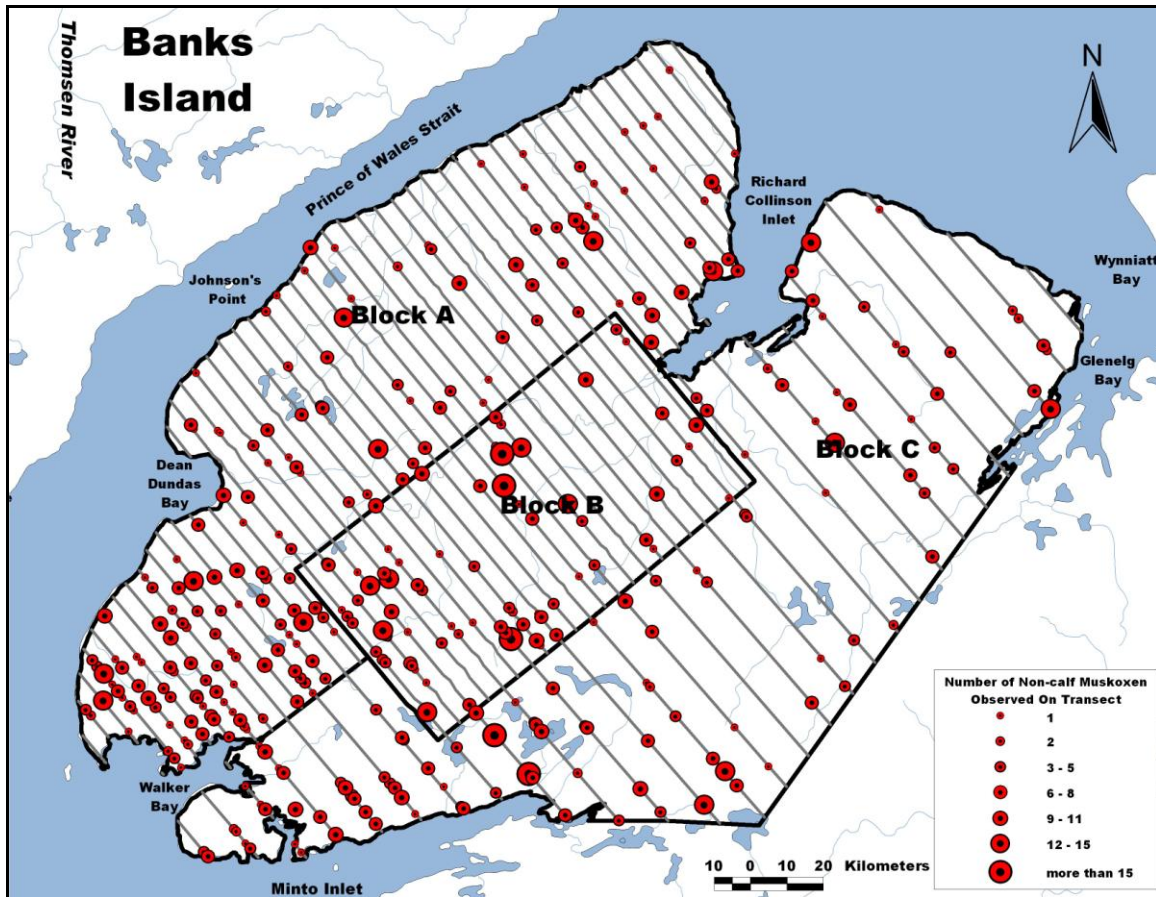 Banks
Island
Thomsen River
Prince of Wales Strait
N
Richard
Collinson
Inlet
Wynniatt
Bay
Johnson's
Point
Block A
Glenelg
Bay
Block C
Dean
Dundas
Bay
Block B
Walker
Bay
Minto Inlet
10 0 10 20 Kilometers
Number of Non-calf Muskoxen
Observed On Transect
1
2
3 - 5
6 - 8
9 - 11
12 - 15
more than 15